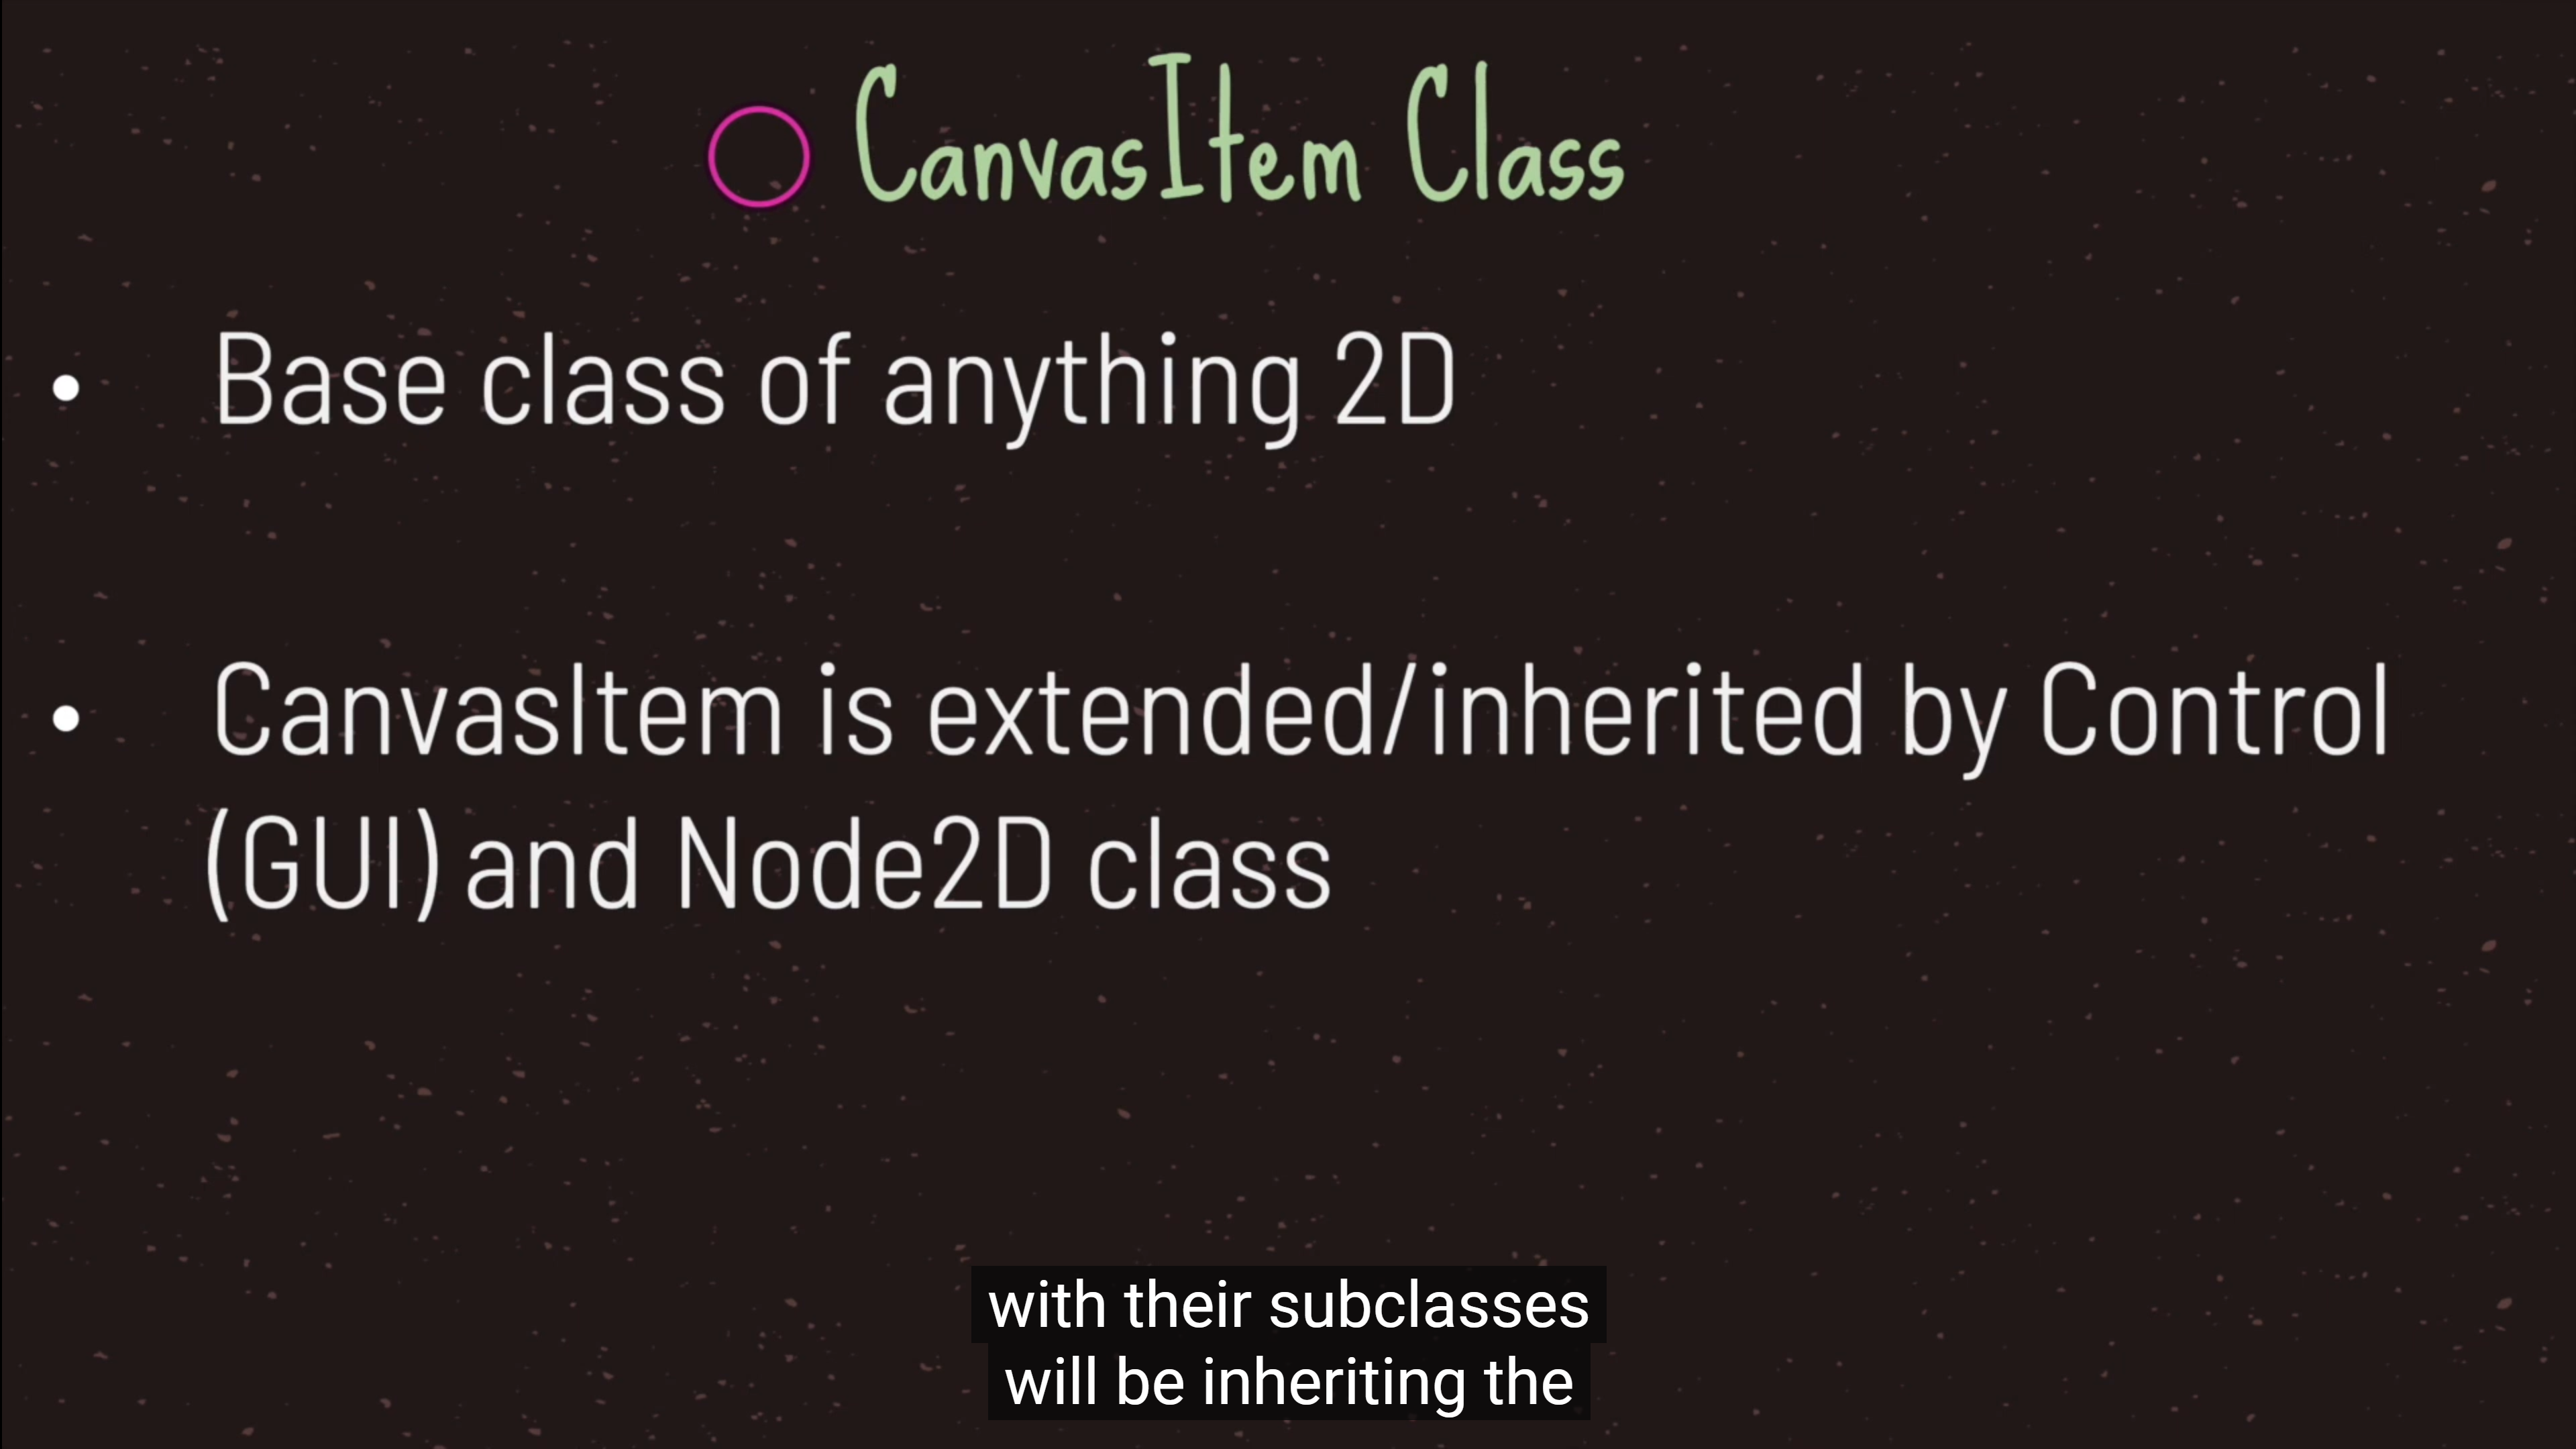 CanvasItem Class
• Base class of anything 2D
• CanvasItem is extended/inherited by Control
(GUI) and Node2D class
with their subclasses
will be inheriting the